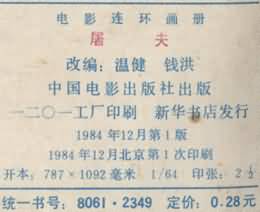 电影连环画册
屠夫
改编：温健 钱洪
中国电影出版社出版
一二〇一工厂印刷 新华书店发行
1984年12月第1版
1984年12月北京第1次印刷
开本：787×1092毫米 1/64 印张：2½
统一书号：8061·2349 定价：0.28元